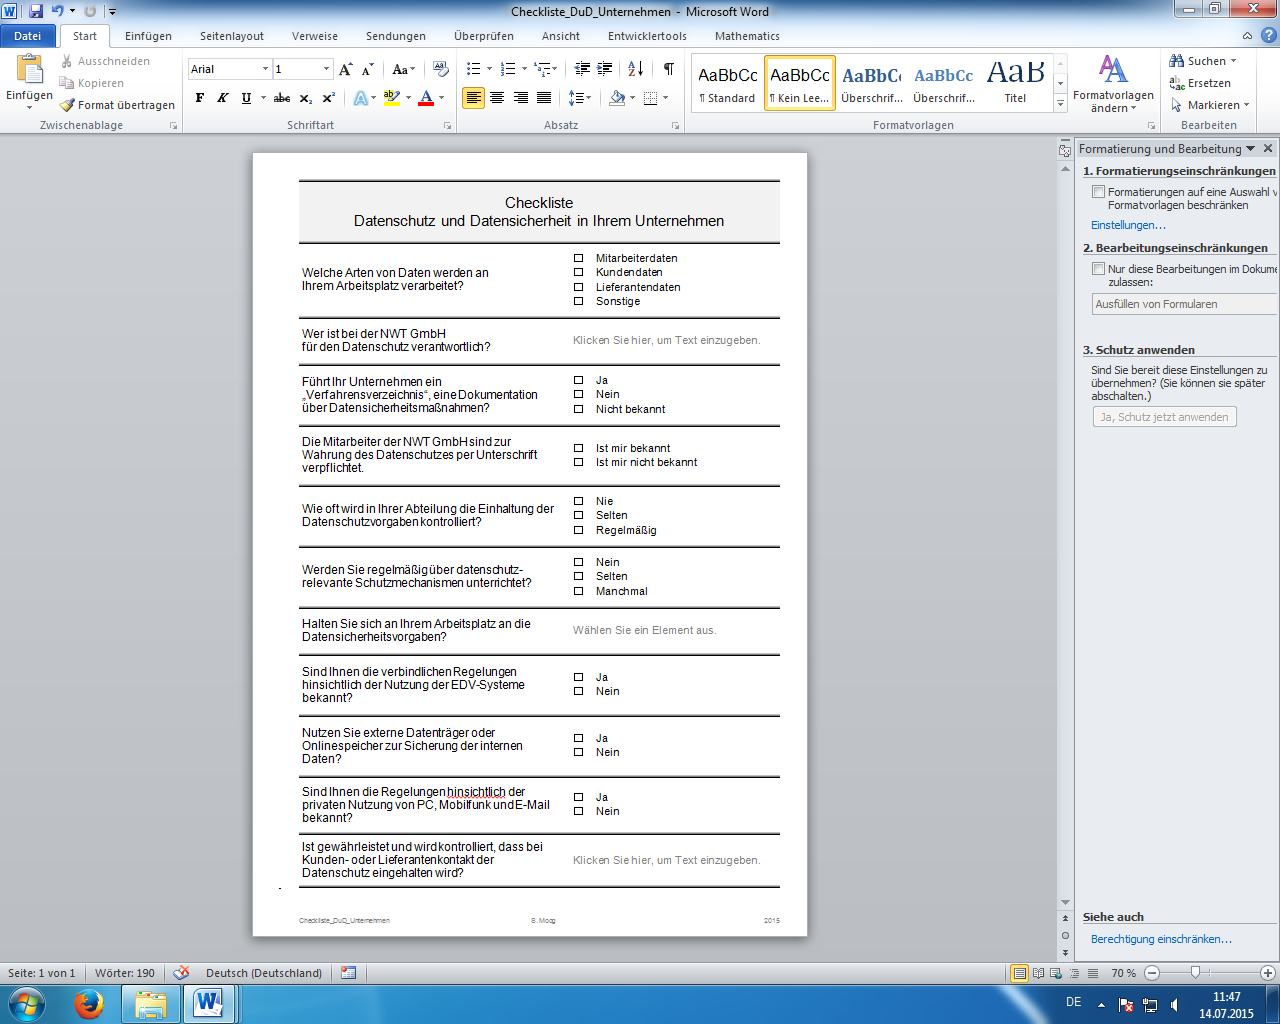 Checkliste_DuD_Unternehmen - Microsoft Word
Datei Start Einfügen Seitenlayout Verweise Sendungen Überprüfen Ansicht Entwicklertools Mathematics
Einfügen
Ausschneiden
Kopieren
Format übertragen
Zwischenablage
Arial 1
F K U abc x₂ x²
Schriftart
Absatz
AaBbCc AaBbCc AaBbCc AaBbCc AaB
¶ Standard ¶ Kein Lee... Überschrif... Überschrif... Titel
Formatvorlagen
ändern
Formatvorlagen
Suchen
Ersetzen
Markieren
Bearbeiten
Checkliste
Datenschutz und Datensicherheit in Ihrem Unternehmen
Welche Arten von Daten werden an
Ihrem Arbeitsplatz verarbeitet?
Mitarbeiterdaten
Kundendaten
Lieferantendaten
Sonstige
Wer ist bei der NWT GmbH
für den Datenschutz verantwortlich?
Klicken Sie hier, um Text einzugeben.
Führt Ihr Unternehmen ein
„Verfahrensverzeichnis“, eine Dokumentation
über Datensicherheitsmaßnahmen?
Ja
Nein
Nicht bekannt
Die Mitarbeiter der NWT GmbH sind zur
Wahrung des Datenschutzes per Unterschrift
verpflichtet.
Ist mir bekannt
Ist mir nicht bekannt
Wie oft wird in Ihrer Abteilung die Einhaltung der
Datenschutzvorgaben kontrolliert?
Nie
Selten
Regelmäßig
Werden Sie regelmäßig über datenschutz-
relevante Schutzmechanismen unterrichtet?
Nein
Selten
Manchmal
Halten Sie sich an Ihrem Arbeitsplatz an die
Datensicherheitsvorgaben?
Wählen Sie ein Element aus.
Sind Ihnen die verbindlichen Regelungen
hinsichtlich der Nutzung der EDV-Systeme
bekannt?
Ja
Nein
Nutzen Sie externe Datenträger oder
Onlinespeicher zur Sicherung der internen
Daten?
Ja
Nein
Sind Ihnen die Regelungen hinsichtlich der
privaten Nutzung von PC, Mobilfunk und E-Mail
bekannt?
Ja
Nein
Ist gewährleistet und wird kontrolliert, dass bei
Kunden- oder Lieferantenkontakt der
Datenschutz eingehalten wird?
Klicken Sie hier, um Text einzugeben.
Checkliste_DuD_Unternehmen S. Moog 2015
Formatierung und Bearbeitung
1. Formatierungseinschränkungen
Formatierungen auf eine Auswahl v
Formatvorlagen beschränken
Einstellungen...
2. Bearbeitungseinschränkungen
Nur diese Bearbeitungen im Dokume
zulassen:
Ausfüllen von Formularen
3. Schutz anwenden
Sind Sie bereit diese Einstellungen zu
übernehmen? (Sie können sie später
abschalten.)
Ja, Schutz jetzt anwenden
Siehe auch
Berechtigung einschränken...
Seite: 1 von 1 Wörter: 190 Deutsch (Deutschland) 70 %
DE
11:47
14.07.2015